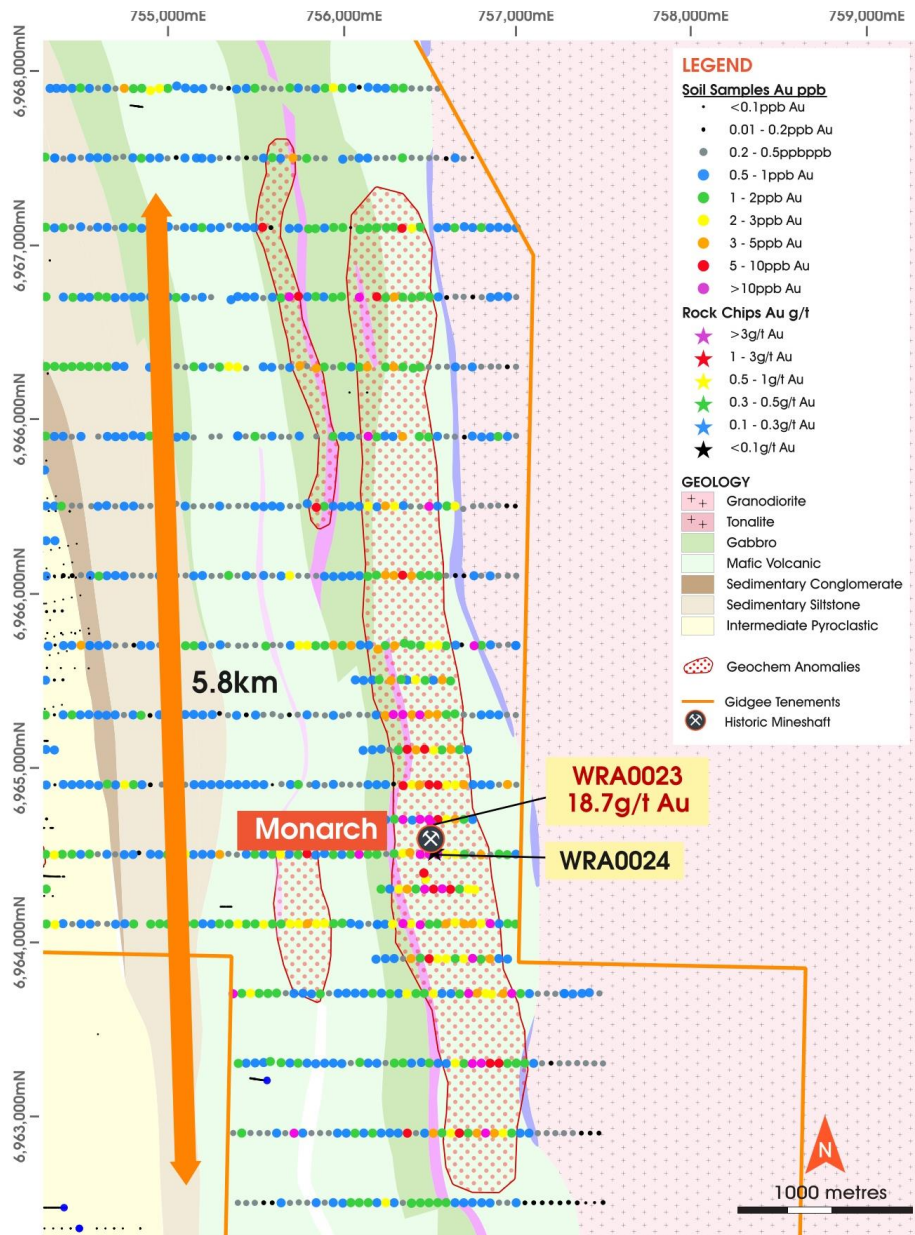 755,000mE
756,000mE
757,000mE
758,000mE
759,000mE
6,968,000mN
6,967,000mN
6,966,000mN
6,966,000mN
6,965,000mN
6,964,000mN
6,963,000mN
LEGEND
Soil Samples Au ppb
<0.1ppb Au
0.01 - 0.2ppb Au
0.2 - 0.5ppbppb
0.5 - 1ppb Au
1 - 2ppb Au
2 - 3ppb Au
3 - 5ppb Au
5 - 10ppb Au
>10ppb Au
Rock Chips Au g/t
>3g/t Au
1 - 3g/t Au
0.5 - 1g/t Au
0.3 - 0.5g/t Au
0.1 - 0.3g/t Au
<0.1g/t Au
GEOLOGY
Granodiorite
Tonalite
Gabbro
Mafic Volcanic
Sedimentary Conglomerate
Sedimentary Siltstone
Intermediate Pyroclastic
Geochem Anomalies
Gidgee Tenements
Historic Mineshaft
5.8km
WRA0023
18.7g/t Au
Monarch
WRA0024
N
1000 metres